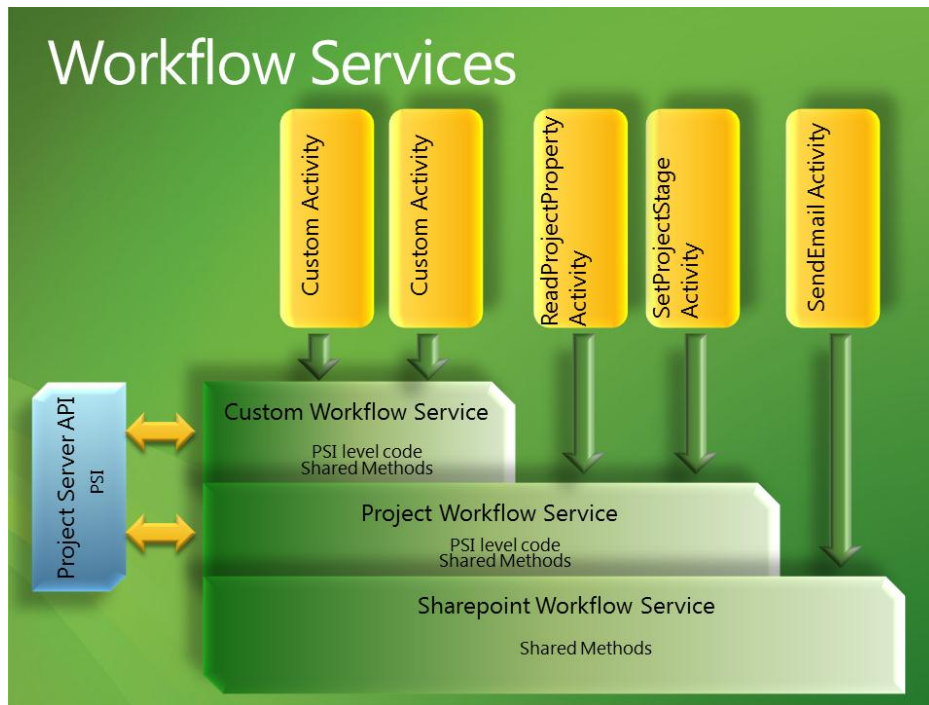 Workflow Services
Custom Activity
Custom Activity
ReadProjectProperty
Activity
SetProjectStage
Activity
SendEmail Activity
Project Server API
PSI
Custom Workflow Service
PSI level code
Shared Methods
Project Workflow Service
PSI level code
Shared Methods
Sharepoint Workflow Service
Shared Methods